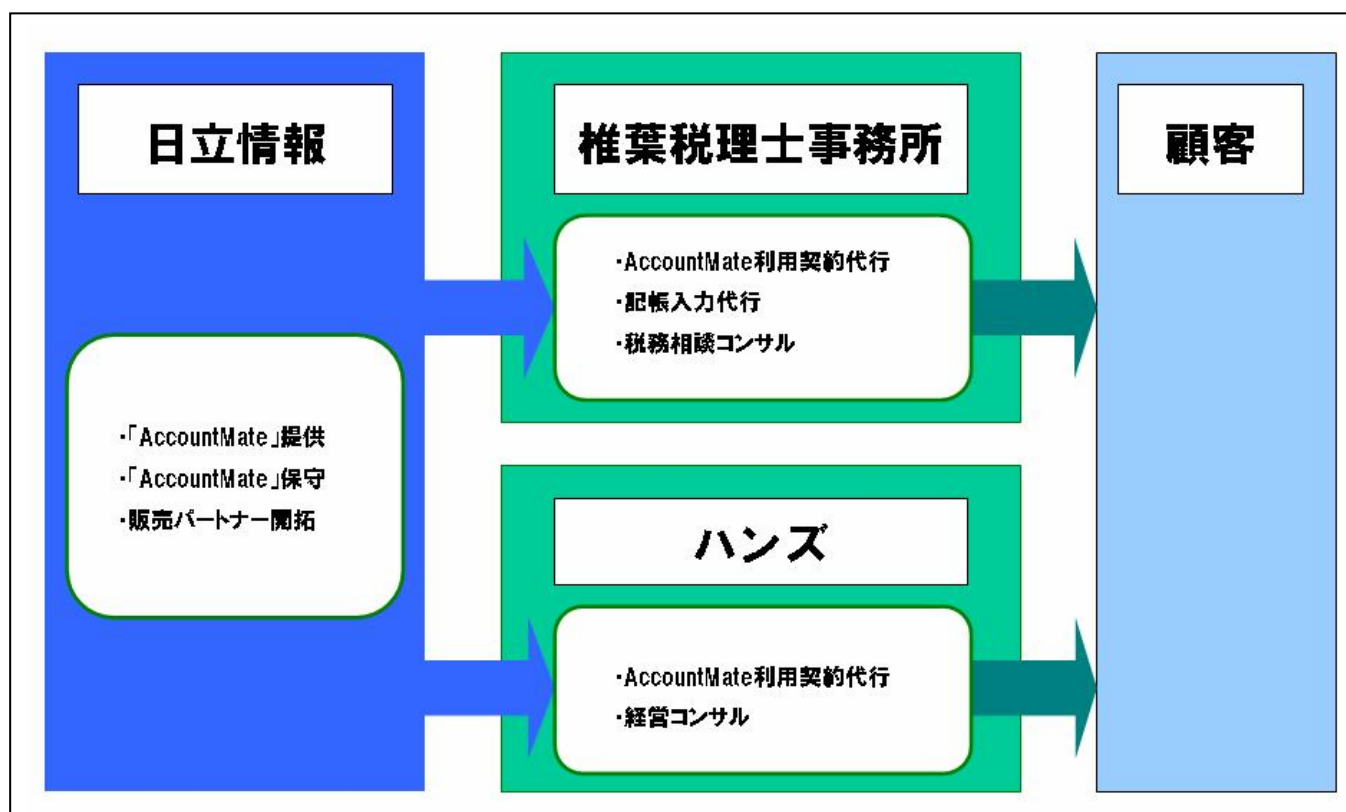 日立情報
・「AccountMate」提供
・「AccountMate」保守
・販売パートナー開拓
椎葉税理士事務所
・AccountMate利用契約代行
・記帳入力代行
・税務相談コンサル
ハンズ
・AccountMate利用契約代行
・経営コンサル
顧客